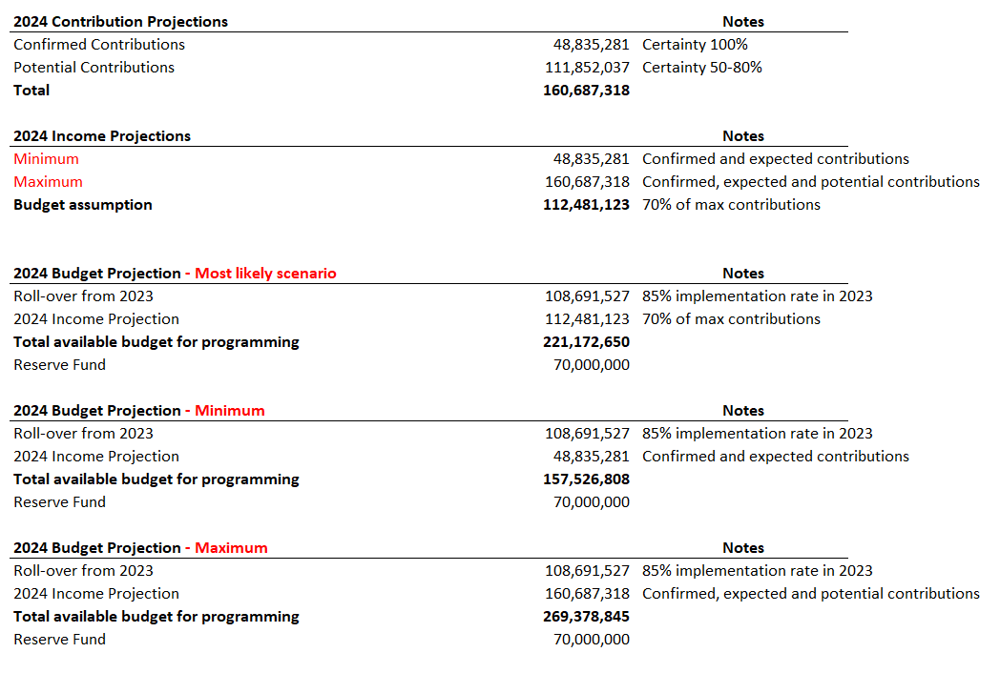 2024 Contribution Projections Notes
Confirmed Contributions 48,835,281 Certainty 100%
Potential Contributions 111,852,037 Certainty 50-80%
Total 160,687,318
2024 Income Projections Notes
Minimum 48,835,281 Confirmed and expected contributions
Maximum 160,687,318 Confirmed, expected and potential contributions
Budget assumption 112,481,123 70% of max contributions
2024 Budget Projection - Most likely scenario Notes
Roll-over from 2023 108,691,527 85% implementation rate in 2023
2024 Income Projection 112,481,123 70% of max contributions
Total available budget for programming 221,172,650
Reserve Fund 70,000,000
2024 Budget Projection - Minimum Notes
Roll-over from 2023 108,691,527 85% implementation rate in 2023
2024 Income Projection 48,835,281 Confirmed and expected contributions
Total available budget for programming 157,526,808
Reserve Fund 70,000,000
2024 Budget Projection - Maximum Notes
Roll-over from 2023 108,691,527 85% implementation rate in 2023
2024 Income Projection 160,687,318 Confirmed, expected and potential contributions
Total available budget for programming 269,378,845
Reserve Fund 70,000,000